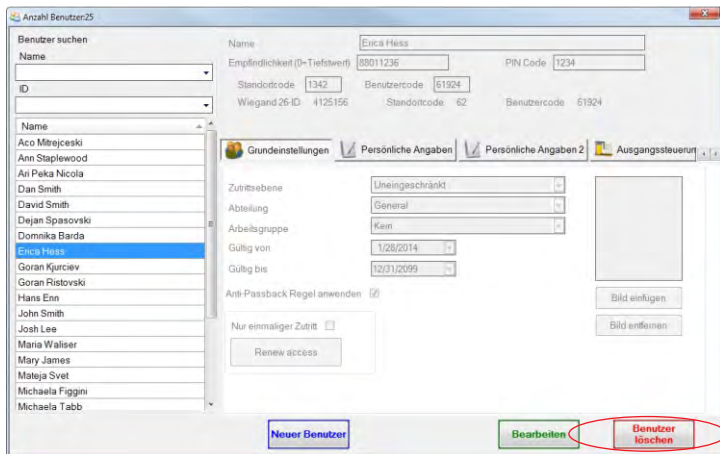 Anzahl Benutzer:25
Benutzer suchen
Name
ID
Name
Aco Mitrejceski
Ann Staplewood
Ari Peka Nicola
Dan Smith
David Smith
Dejan Spasovski
Domnika Barda
Erica Hess
Goran Kjurciev
Goran Ristovski
Hans Enn
John Smith
Josh Lee
Maria Waliser
Mary James
Mateja Svet
Michaela Figgini
Michaela Tabb
Name Erica Hess
Empfindlichkeit (0=Tiefstwert) 88011236 PIN Code 1234
Standortcode 1342 Benutzercode 61924
Wiegand 26-ID 4125156 Standortcode 62 Benutzercode 61924
Grundeinstellungen Persönliche Angaben Persönliche Angaben 2 Ausgangssteuerun
Zutrittsebene Uneingeschränkt
Abteilung General
Arbeitsgruppe Kein
Gültig von 1/28/2014
Gültig bis 12/31/2099
Anti-Passback Regel anwenden
Bild einfügen
Nur einmaliger Zutritt
Bild entfernen
Renew access
Neuer Benutzer Bearbeiten Benutzer
löschen